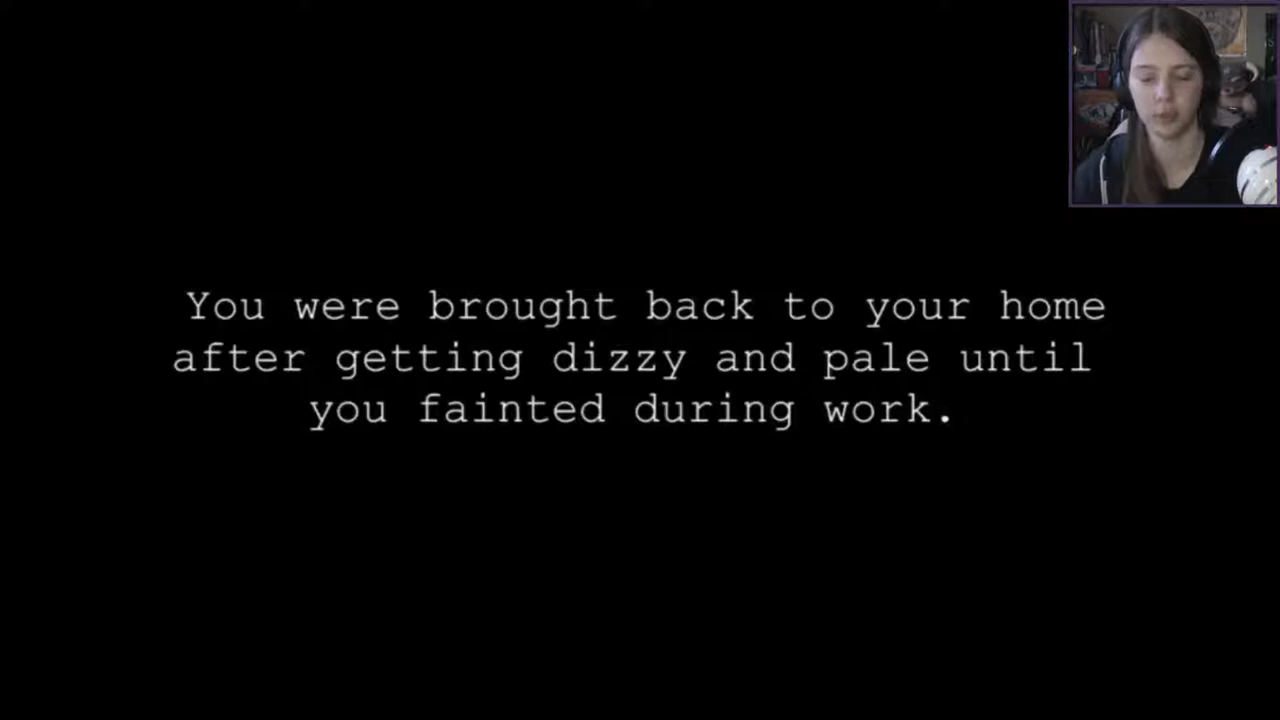 You were brought back to your home
after getting dizzy and pale until
you fainted during work.